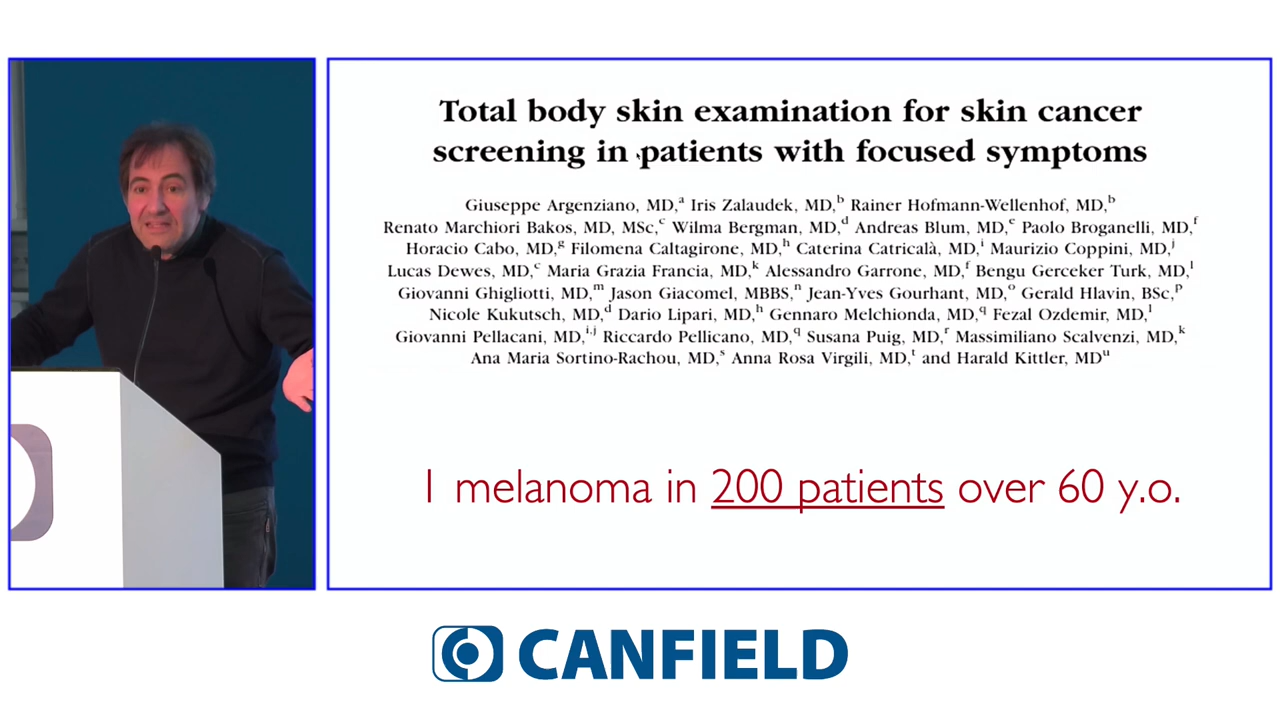 Total body skin examination for skin cancer
screening in patients with focused symptoms
Giuseppe Argenziano, MD,ᵃ Iris Zalaudek, MD,ᵇ Rainer Hofmann-Wellenhof, MD,ᵇ
Renato Marchiori Bakos, MD, MSc,ᶜ Wilma Bergman, MD,ᵈ Andreas Blum, MD,ᵉ Paolo Broganelli, MD,ᶠ
Horacio Cabo, MD,ᵍ Filomena Caltagirone, MD,ʰ Caterina Catricalà, MD,ⁱ Maurizio Coppini, MD,ʲ
Lucas Dewes, MD,ᶜ Maria Grazia Francia, MD,ᵏ Alessandro Garrone, MD,ᶠ Bengu Gerceker Turk, MD,ˡ
Giovanni Ghigliotti, MD,ᵐ Jason Giacomel, MBBS,ⁿ Jean-Yves Gourhant, MD,ᵒ Gerald Hlavin, BSc,ᵖ
Nicole Kukutsch, MD,ᵈ Dario Lipari, MD,ʰ Gennaro Melchionda, MD,q Fezal Ozdemir, MD,ˡ
Giovanni Pellacani, MD,ⁱ,ʲ Riccardo Pellicano, MD,q Susana Puig, MD,ʳ Massimiliano Scalvenzi, MD,ᵏ
Ana Maria Sortino-Rachou, MD,ˢ Anna Rosa Virgili, MD,ᵗ and Harald Kittler, MDᵘ
1 melanoma in 200 patients over 60 y.o.
CANFIELD